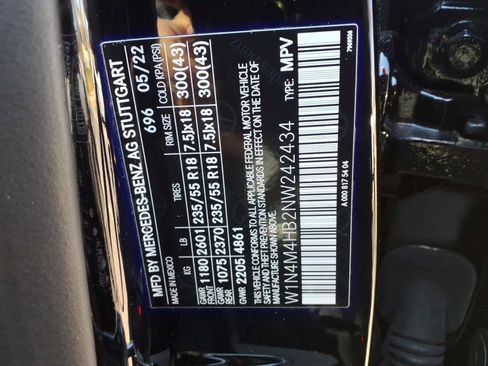 MFD BY MERCEDES-BENZ AG STUTTGART
696 05/22
MADE IN MEXICO COLD KPA(PSI)
KG LB TIRES RIM SIZE
GAWR FRONT 1180 2601 235/55 R18 7.5Jx18 300(43)
GAWR REAR 1075 2370 235/55 R18 7.5Jx18 300(43)
GVWR 2205 4861
THIS VEHICLE CONFORMS TO ALL APPLICABLE FEDERAL MOTOR VEHICLE
SAFETY AND THEFT PREVENTION STANDARDS IN EFFECT ON THE DATE OF
MANUFACTURE SHOWN ABOVE.
W1N4M4HB2NW242434 TYPE: MPV
A 000 817 54 04